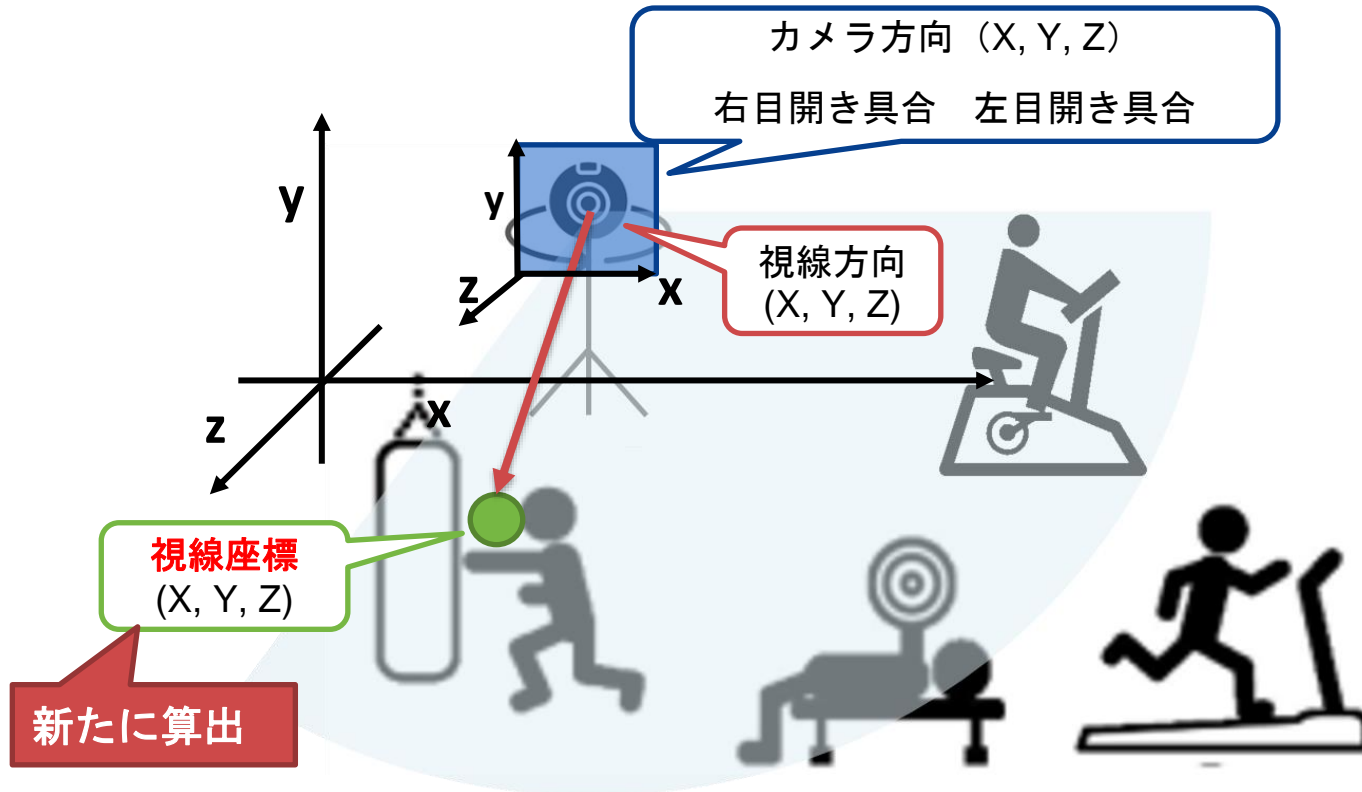 カメラ方向（X, Y, Z）
右目開き具合　左目開き具合
y
y
z
x
視線方向
(X, Y, Z)
x
z
視線座標
(X, Y, Z)
新たに算出